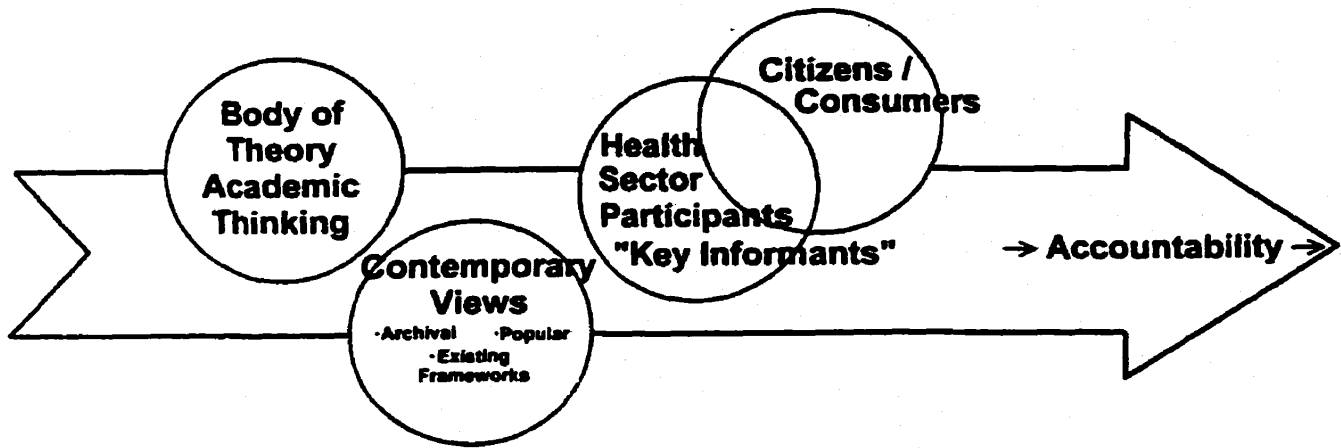 Body of
Theory
Academic
Thinking
Contemporary
Views
·Archival ·Popular
·Existing
Frameworks
Health
Sector
Participants
"Key Informants"
Citizens /
Consumers
→ Accountability →